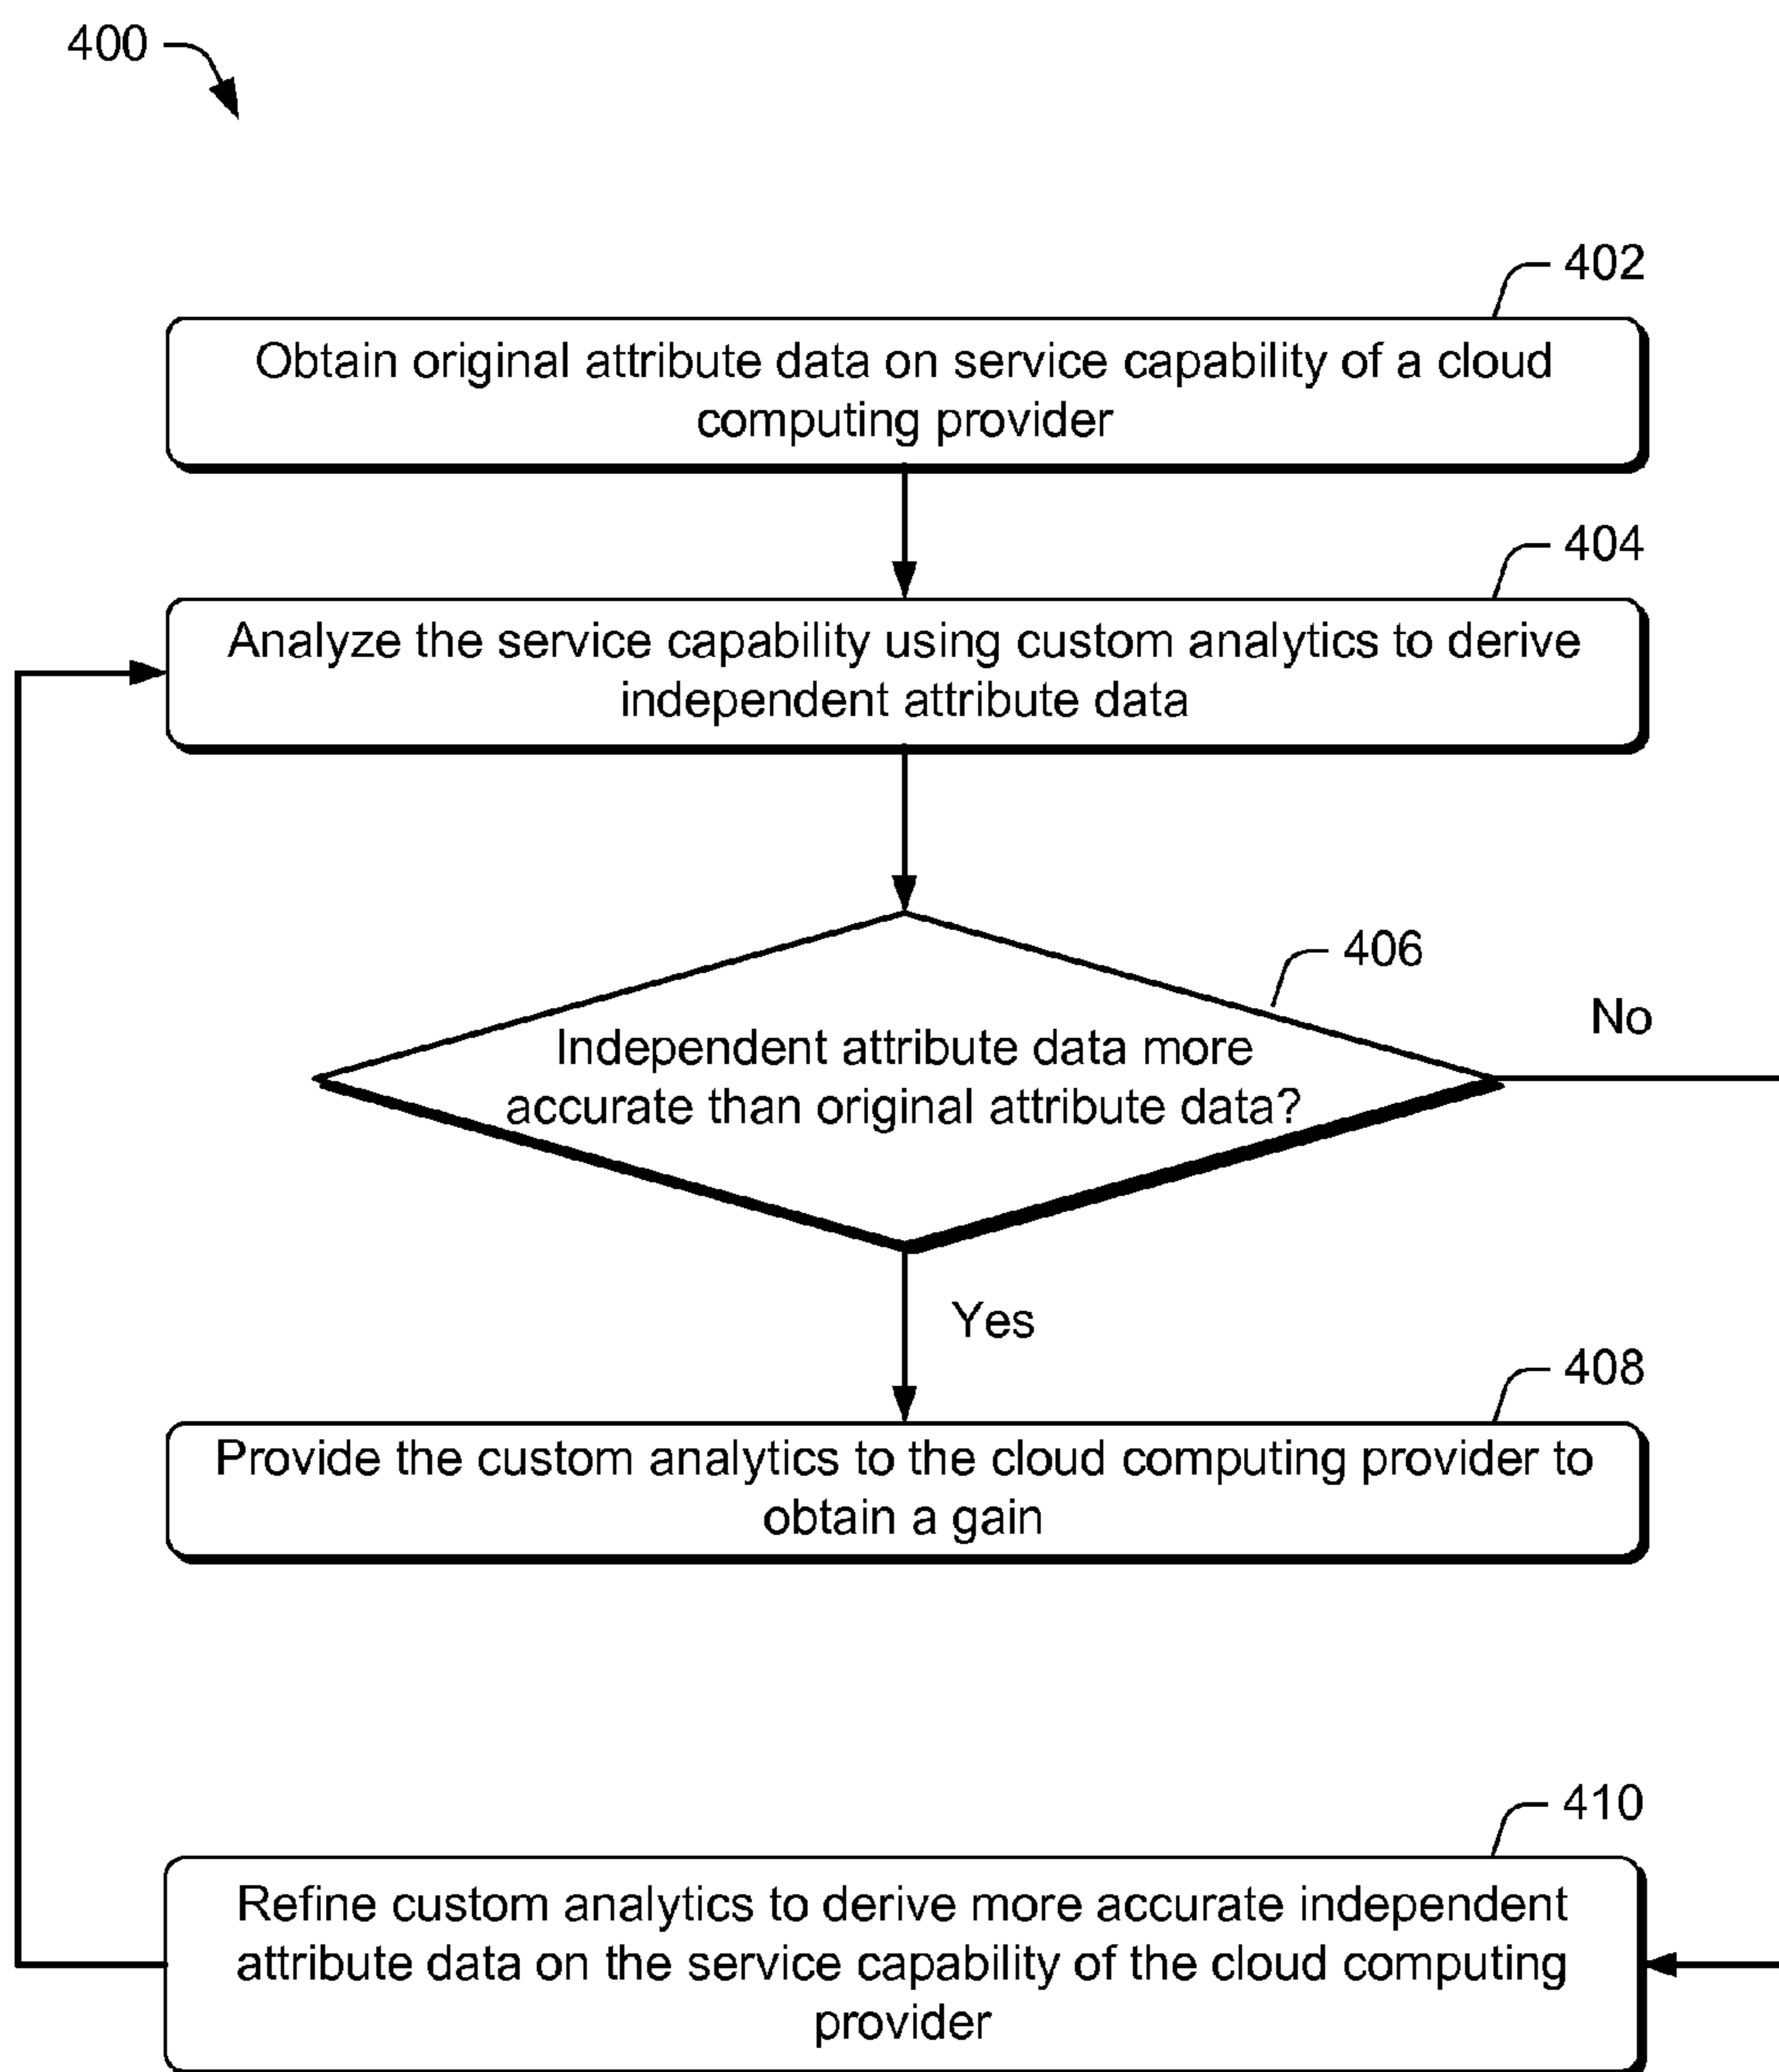 400
402
Obtain original attribute data on service capability of a cloud
computing provider
404
Analyze the service capability using custom analytics to derive
independent attribute data
406
No
Independent attribute data more
accurate than original attribute data?
Yes
408
Provide the custom analytics to the cloud computing provider to
obtain a gain
410
Refine custom analytics to derive more accurate independent
attribute data on the service capability of the cloud computing
provider